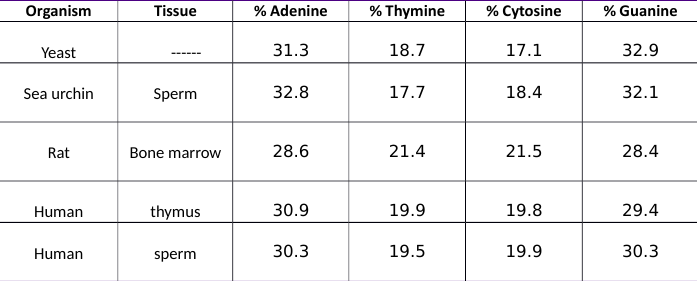 Organism Tissue % Adenine % Thymine % Cytosine % Guanine
Yeast ------ 31.3 18.7 17.1 32.9
Sea urchin Sperm 32.8 17.7 18.4 32.1
Rat Bone marrow 28.6 21.4 21.5 28.4
Human thymus 30.9 19.9 19.8 29.4
Human sperm 30.3 19.5 19.9 30.3